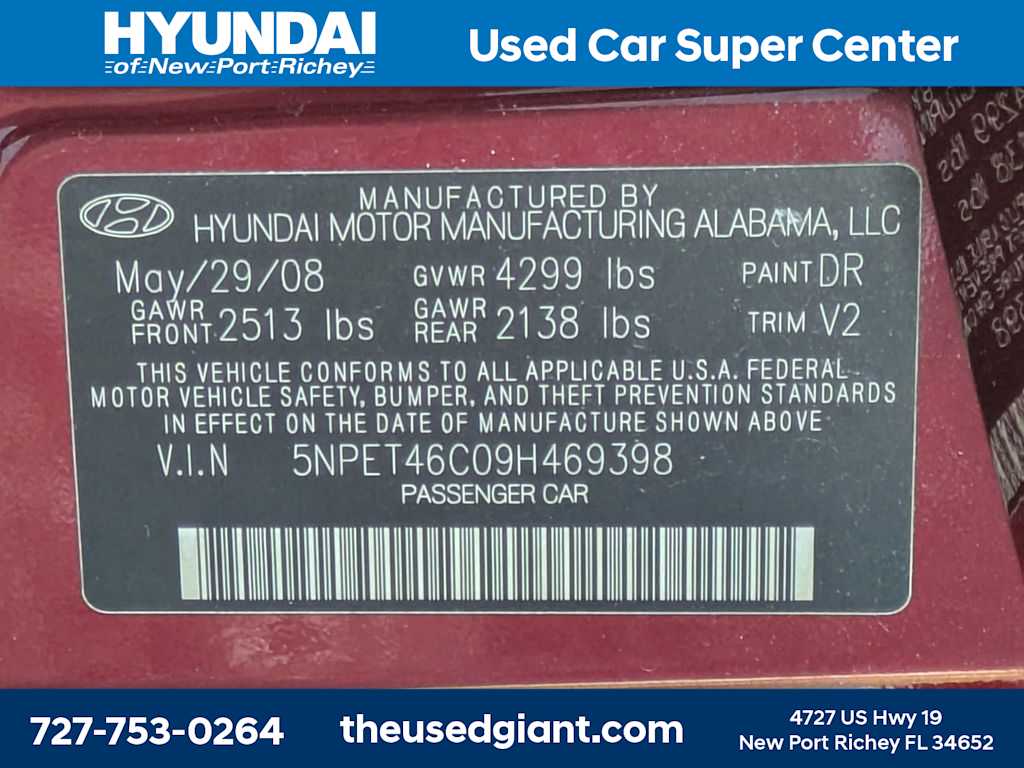 HYUNDAI
of New Port Richey
Used Car Super Center
MANUFACTURED BY
HYUNDAI MOTOR MANUFACTURING ALABAMA, LLC
May/29/08 GVWR 4299 lbs PAINT DR
GAWR FRONT 2513 lbs GAWR REAR 2138 lbs TRIM V2
THIS VEHICLE CONFORMS TO ALL APPLICABLE U.S.A. FEDERAL
MOTOR VEHICLE SAFETY, BUMPER, AND THEFT PREVENTION STANDARDS
IN EFFECT ON THE DATE OF MANUFACTURE SHOWN ABOVE
V.I.N 5NPET46C09H469398
PASSENGER CAR
727-753-0264
theusedgiant.com
4727 US Hwy 19
New Port Richey FL 34652